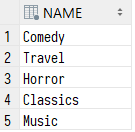 NAME
1 Comedy
2 Travel
3 Horror
4 Classics
5 Music